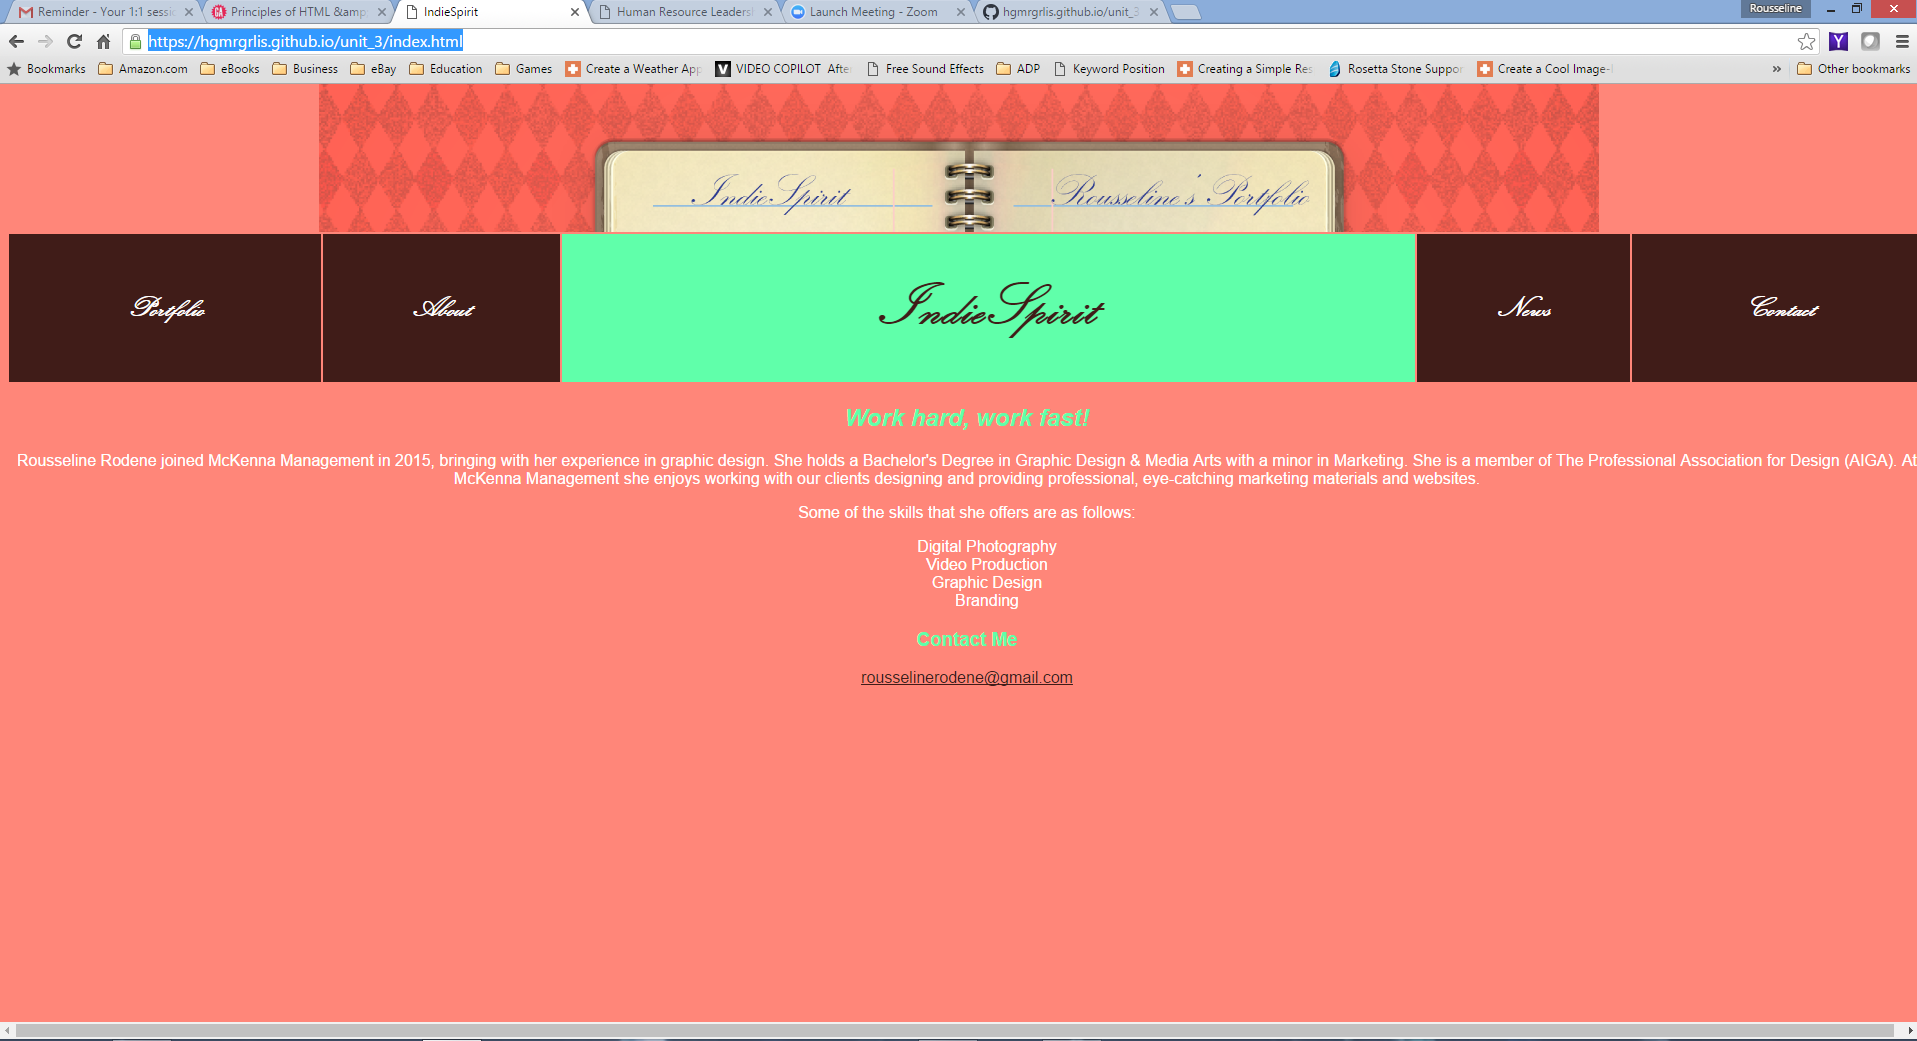 Reminder - Your 1:1 sessi
Principles of HTML &amp;
IndieSpirit
Human Resource Leaders
Launch Meeting - Zoom
hgmrgrlis.github.io/unit_3
Rousseline
https://hgmrgrlis.github.io/unit_3/index.html
Bookmarks
Amazon.com
eBooks
Business
eBay
Education
Games
Create a Weather App
VIDEO COPILOT Afte
Free Sound Effects
ADP
Keyword Position
Creating a Simple Res
Rosetta Stone Suppor
Create a Cool Image-
»
Other bookmarks
IndieSpirit
Rousseline's Portfolio
Portfolio
About
IndieSpirit
News
Contact
Work hard, work fast!
Rousseline Rodene joined McKenna Management in 2015, bringing with her experience in graphic design. She holds a Bachelor's Degree in Graphic Design & Media Arts with a minor in Marketing. She is a member of The Professional Association for Design (AIGA). At
McKenna Management she enjoys working with our clients designing and providing professional, eye-catching marketing materials and websites.
Some of the skills that she offers are as follows:
Digital Photography
Video Production
Graphic Design
Branding
Contact Me
rousselinerodene@gmail.com